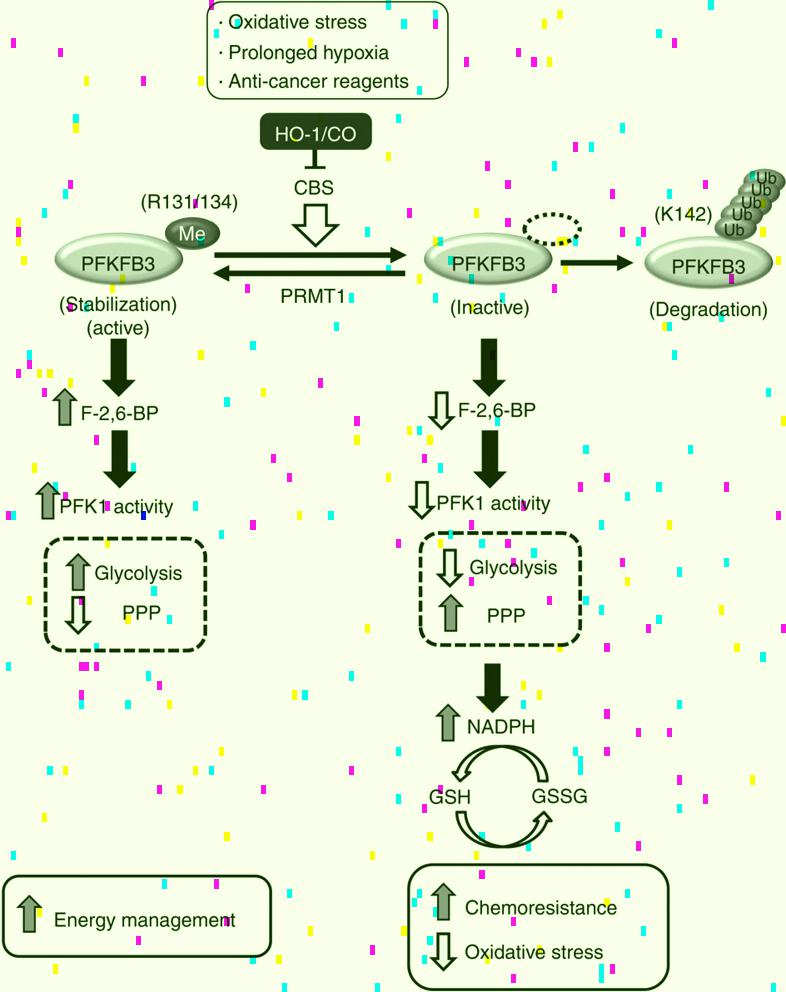 · Oxidative stress
· Prolonged hypoxia
· Anti-cancer reagents
HO-1/CO
CBS
(R131/134)
Me
PFKFB3
(Stabilization)
(active)
PRMT1
PFKFB3
(Inactive)
(K142)
Ub
Ub
Ub
Ub
Ub
PFKFB3
(Degradation)
F-2,6-BP
PFK1 activity
Glycolysis
PPP
Energy management
F-2,6-BP
PFK1 activity
Glycolysis
PPP
NADPH
GSH
GSSG
Chemoresistance
Oxidative stress